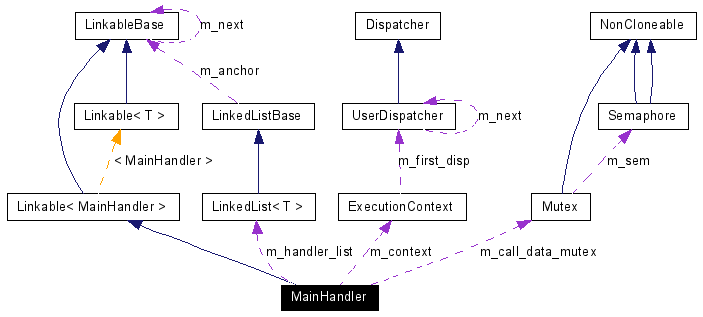 LinkableBase
Dispatcher
NonCloneable
m_next
m_anchor
Linkable< T >
LinkedListBase
UserDispatcher
m_next
Semaphore
< MainHandler >
m_first_disp
m_sem
Linkable< MainHandler >
LinkedList< T >
ExecutionContext
Mutex
m_handler_list
m_context
m_call_data_mutex
MainHandler